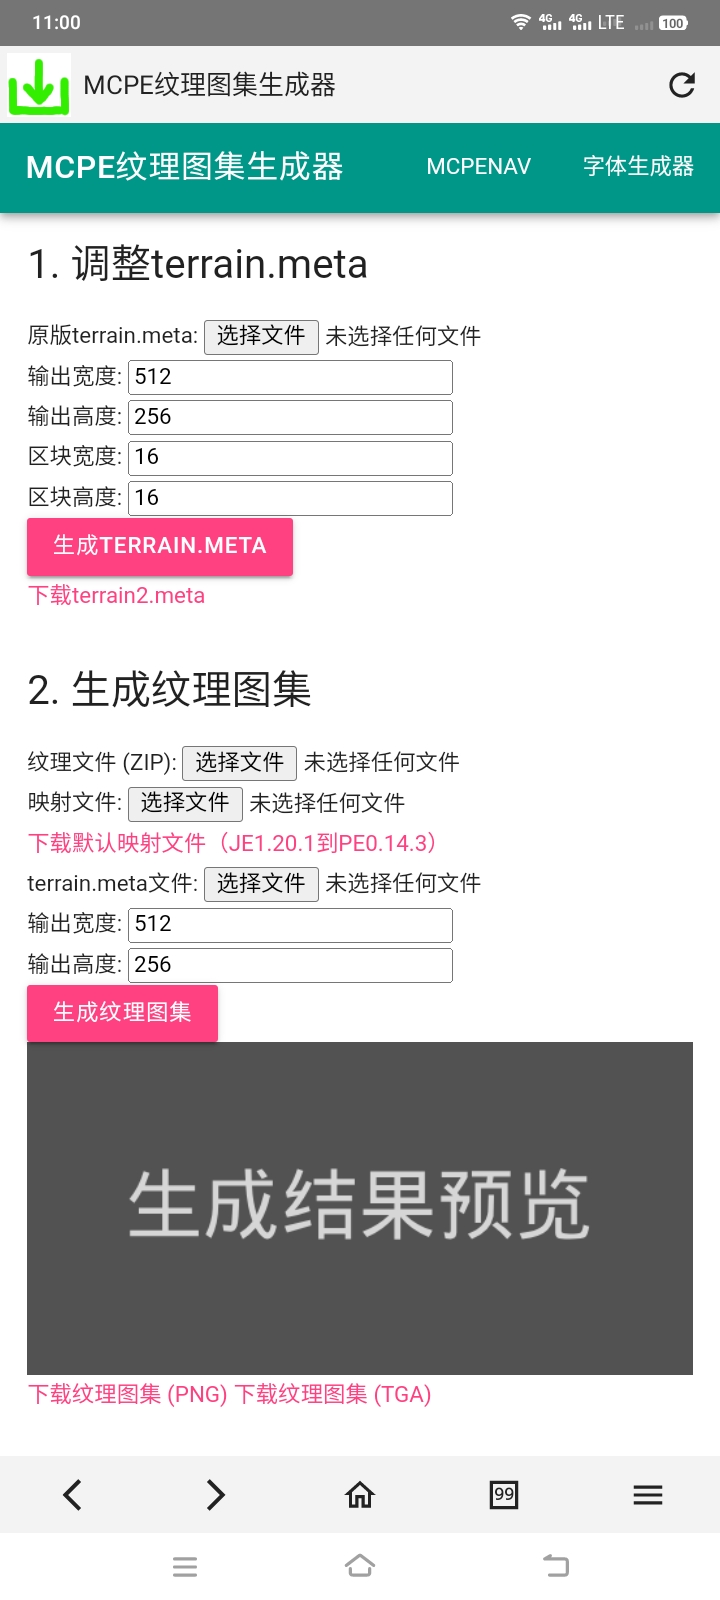 11:00 4G 4G LTE 100
MCPE纹理图集生成器
MCPE纹理图集生成器 MCPENAV 字体生成器
1. 调整terrain.meta
原版terrain.meta: 选择文件 未选择任何文件
输出宽度: 512
输出高度: 256
区块宽度: 16
区块高度: 16
生成TERRAIN.META
下载terrain2.meta
2. 生成纹理图集
纹理文件 (ZIP): 选择文件 未选择任何文件
映射文件: 选择文件 未选择任何文件
下载默认映射文件（JE1.20.1到PE0.14.3）
terrain.meta文件: 选择文件 未选择任何文件
输出宽度: 512
输出高度: 256
生成纹理图集
生成结果预览
下载纹理图集 (PNG) 下载纹理图集 (TGA)
99